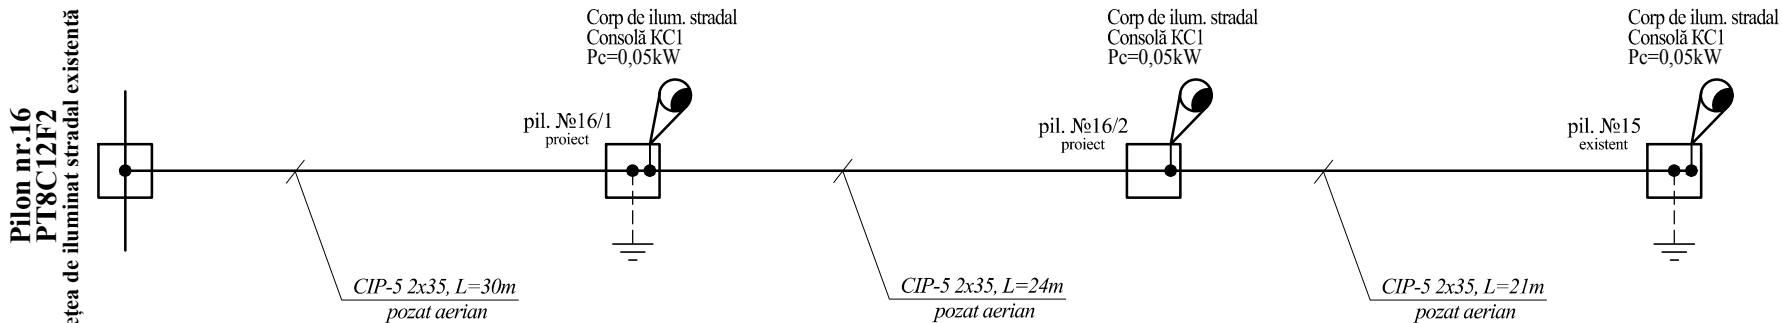 Pilon nr.16
PT8C12F2
de iluminat stradal existentă
Corp de ilum. stradal
Consolă KC1
Pc=0,05kW
pil. №16/1
proiect
Corp de ilum. stradal
Consolă KC1
Pc=0,05kW
pil. №16/2
proiect
Corp de ilum. stradal
Consolă KC1
Pc=0,05kW
pil. №15
existent
CIP-5 2x35, L=30m
pozat aerian
CIP-5 2x35, L=24m
pozat aerian
CIP-5 2x35, L=21m
pozat aerian